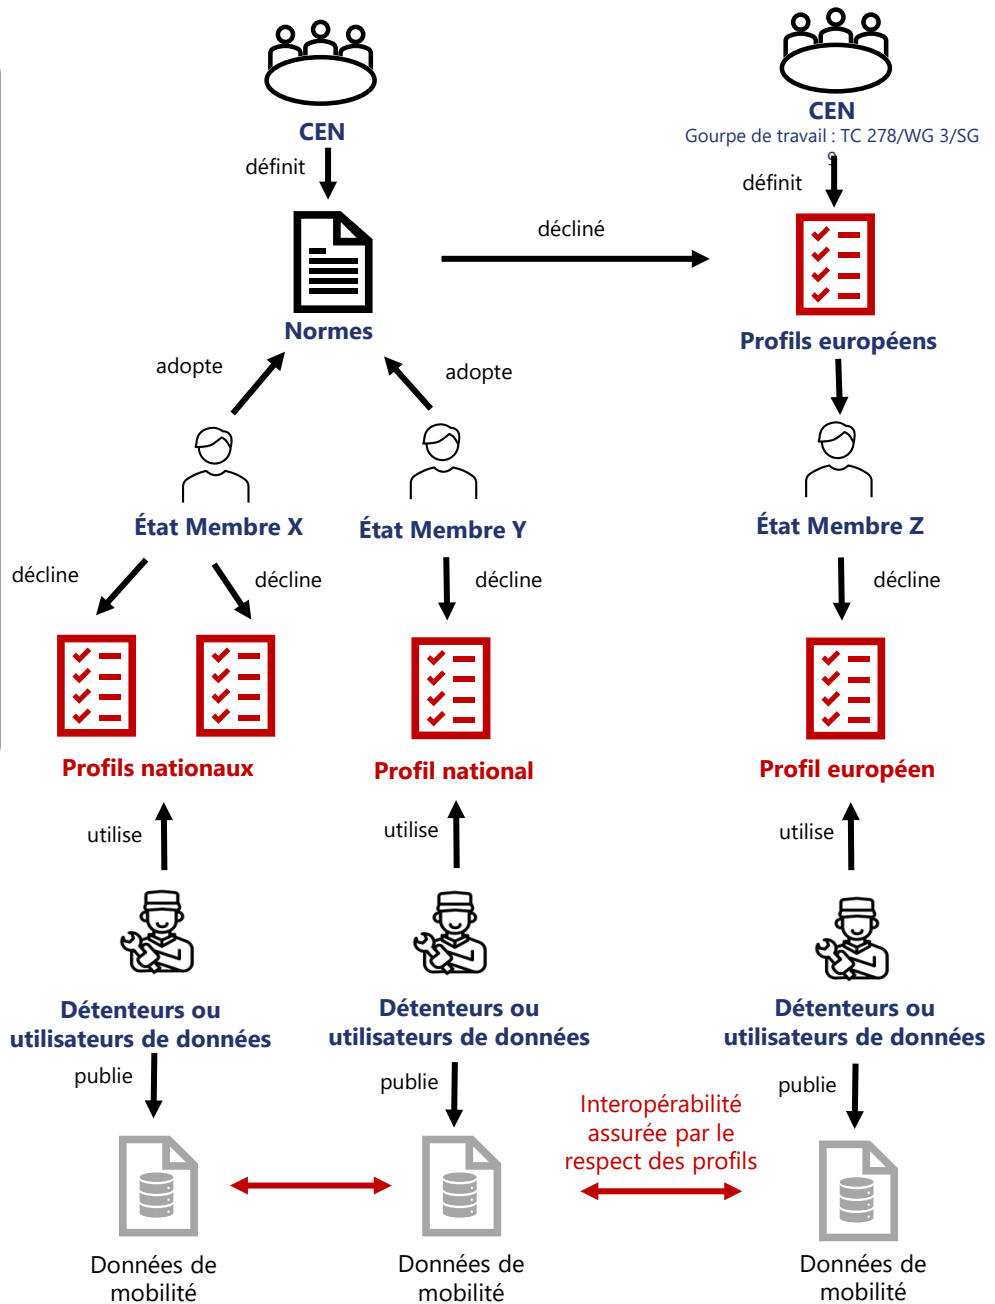 CEN
CEN
Gourpe de travail : TC 278/WG 3/SG
9
définit
définit
décliné
Normes
Profils européens
adopte
adopte
État Membre X
État Membre Y
État Membre Z
décline
décline
décline
décline
Profils nationaux
Profil national
Profil européen
utilise
utilise
utilise
Détenteurs ou
utilisateurs de données
Détenteurs ou
utilisateurs de données
Détenteurs ou
utilisateurs de données
publie
publie
publie
Interopérabilité
assurée par le
respect des profils
Données de
mobilité
Données de
mobilité
Données de
mobilité